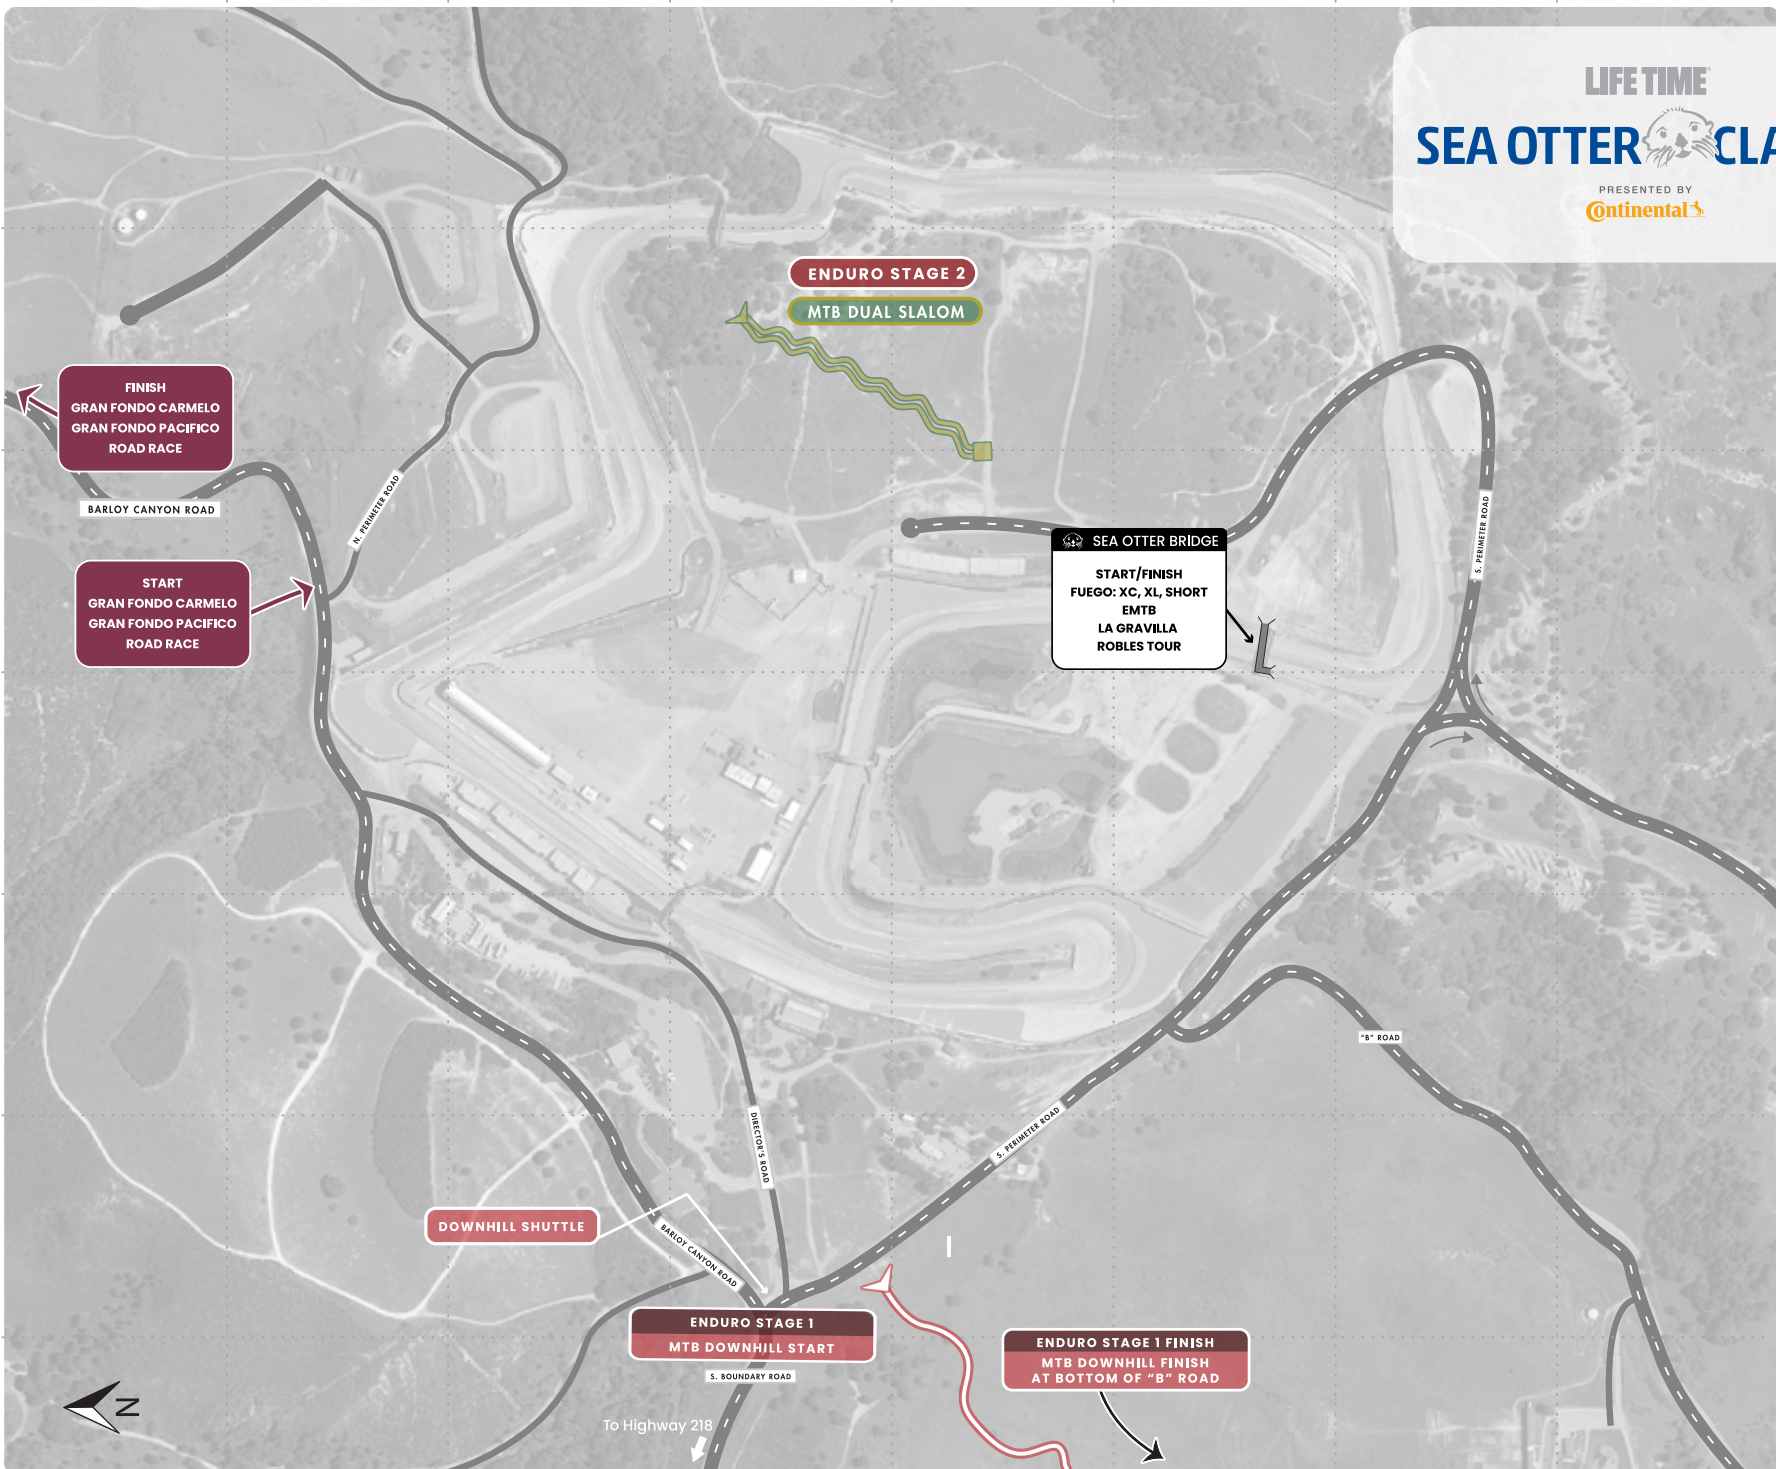 LIFE TIME
SEA OTTER CLA
PRESENTED BY
Continental
ENDURO STAGE 2
MTB DUAL SLALOM
FINISH
GRAN FONDO CARMELO
GRAN FONDO PACIFICO
ROAD RACE
BARLOY CANYON ROAD
N. PERIMETER ROAD
S. PERIMETER ROAD
SEA OTTER BRIDGE
START/FINISH
FUEGO: XC, XL, SHORT
EMTB
LA GRAVILLA
ROBLES TOUR
START
GRAN FONDO CARMELO
GRAN FONDO PACIFICO
ROAD RACE
"B" ROAD
DIRECTOR'S ROAD
S. PERIMETER ROAD
DOWNHILL SHUTTLE
BARLOY CANYON ROAD
ENDURO STAGE 1
MTB DOWNHILL START
ENDURO STAGE 1 FINISH
MTB DOWNHILL FINISH
AT BOTTOM OF “B” ROAD
S. BOUNDARY ROAD
N
To Highway 218